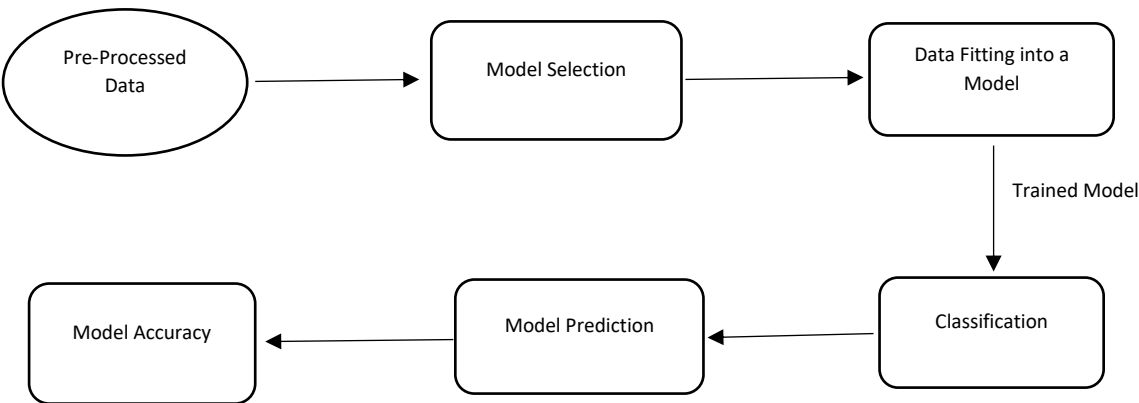 Pre-Processed
Data
Model Selection
Data Fitting into a
Model
Trained Model
Classification
Model Prediction
Model Accuracy